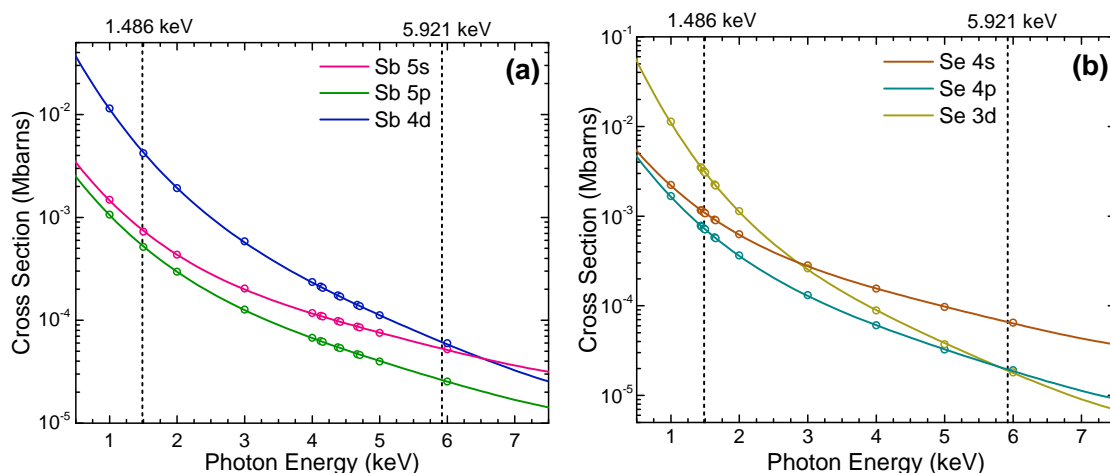 1.486 keV 5.921 keV
(a)
Sb 5s
Sb 5p
Sb 4d
10^-2
10^-3
10^-4
10^-5
Cross Section (Mbarns)
1 2 3 4 5 6 7
Photon Energy (keV)
1.486 keV 5.921 keV
(b)
Se 4s
Se 4p
Se 3d
10^-1
10^-2
10^-3
10^-4
10^-5
Cross Section (Mbarns)
1 2 3 4 5 6 7
Photon Energy (keV)